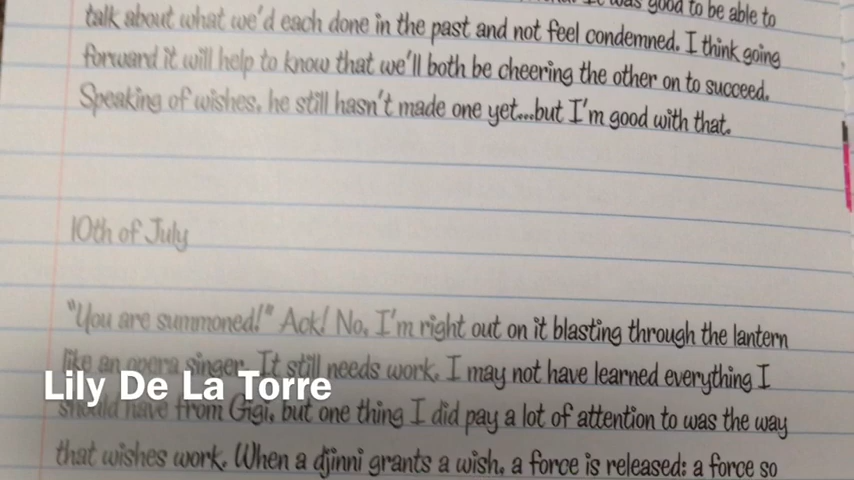 was good to be able to
talk about what we'd each done in the past and not feel condemned. I think going
forward it will help to know that we'll both be cheering the other on to succeed.
Speaking of wishes, he still hasn't made one yet...but I'm good with that.
10th of July
"You are summoned!" Ack! No, I'm right out on it blasting through the lantern
like an opera singer. It still needs work. I may not have learned everything I
Lily De La Torre
should have from Gigi, but one thing I did pay a lot of attention to was the way
that wishes work. When a djinni grants a wish, a force is released: a force so